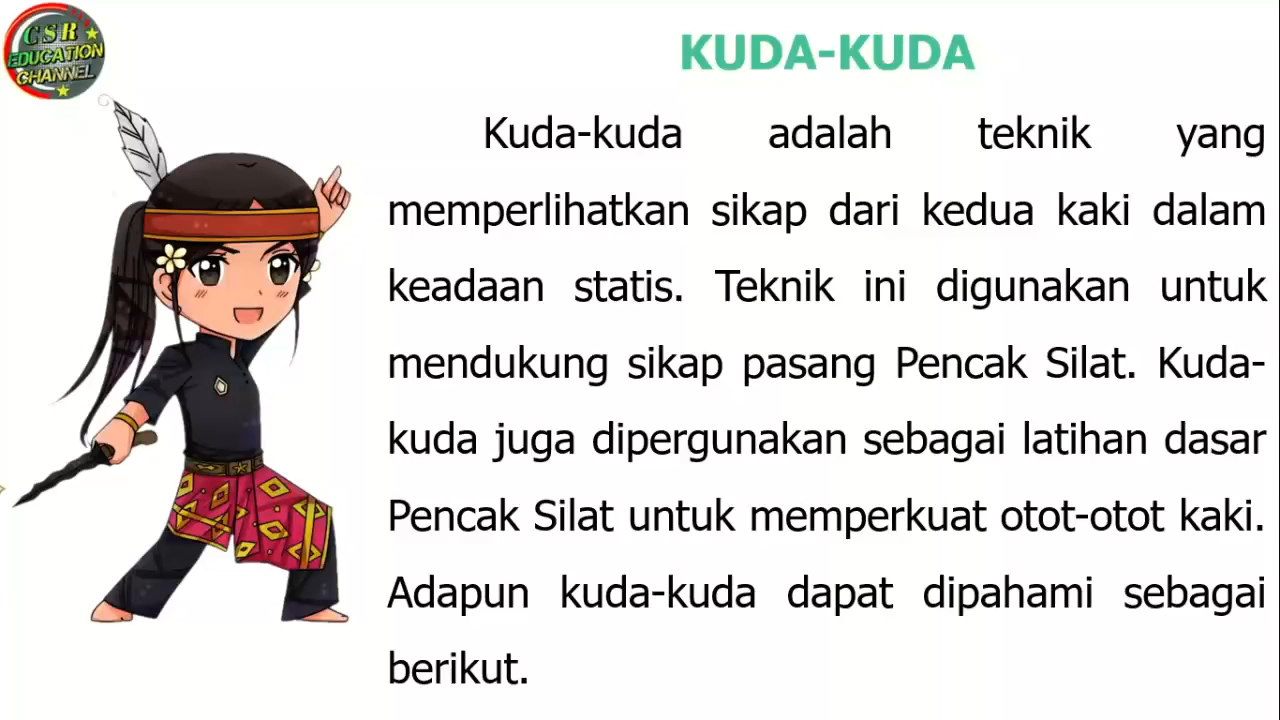 CSR
EDUCATION
CHANNEL
KUDA-KUDA
Kuda-kuda adalah teknik yang
memperlihatkan sikap dari kedua kaki dalam
keadaan statis. Teknik ini digunakan untuk
mendukung sikap pasang Pencak Silat. Kuda-
kuda juga dipergunakan sebagai latihan dasar
Pencak Silat untuk memperkuat otot-otot kaki.
Adapun kuda-kuda dapat dipahami sebagai
berikut.